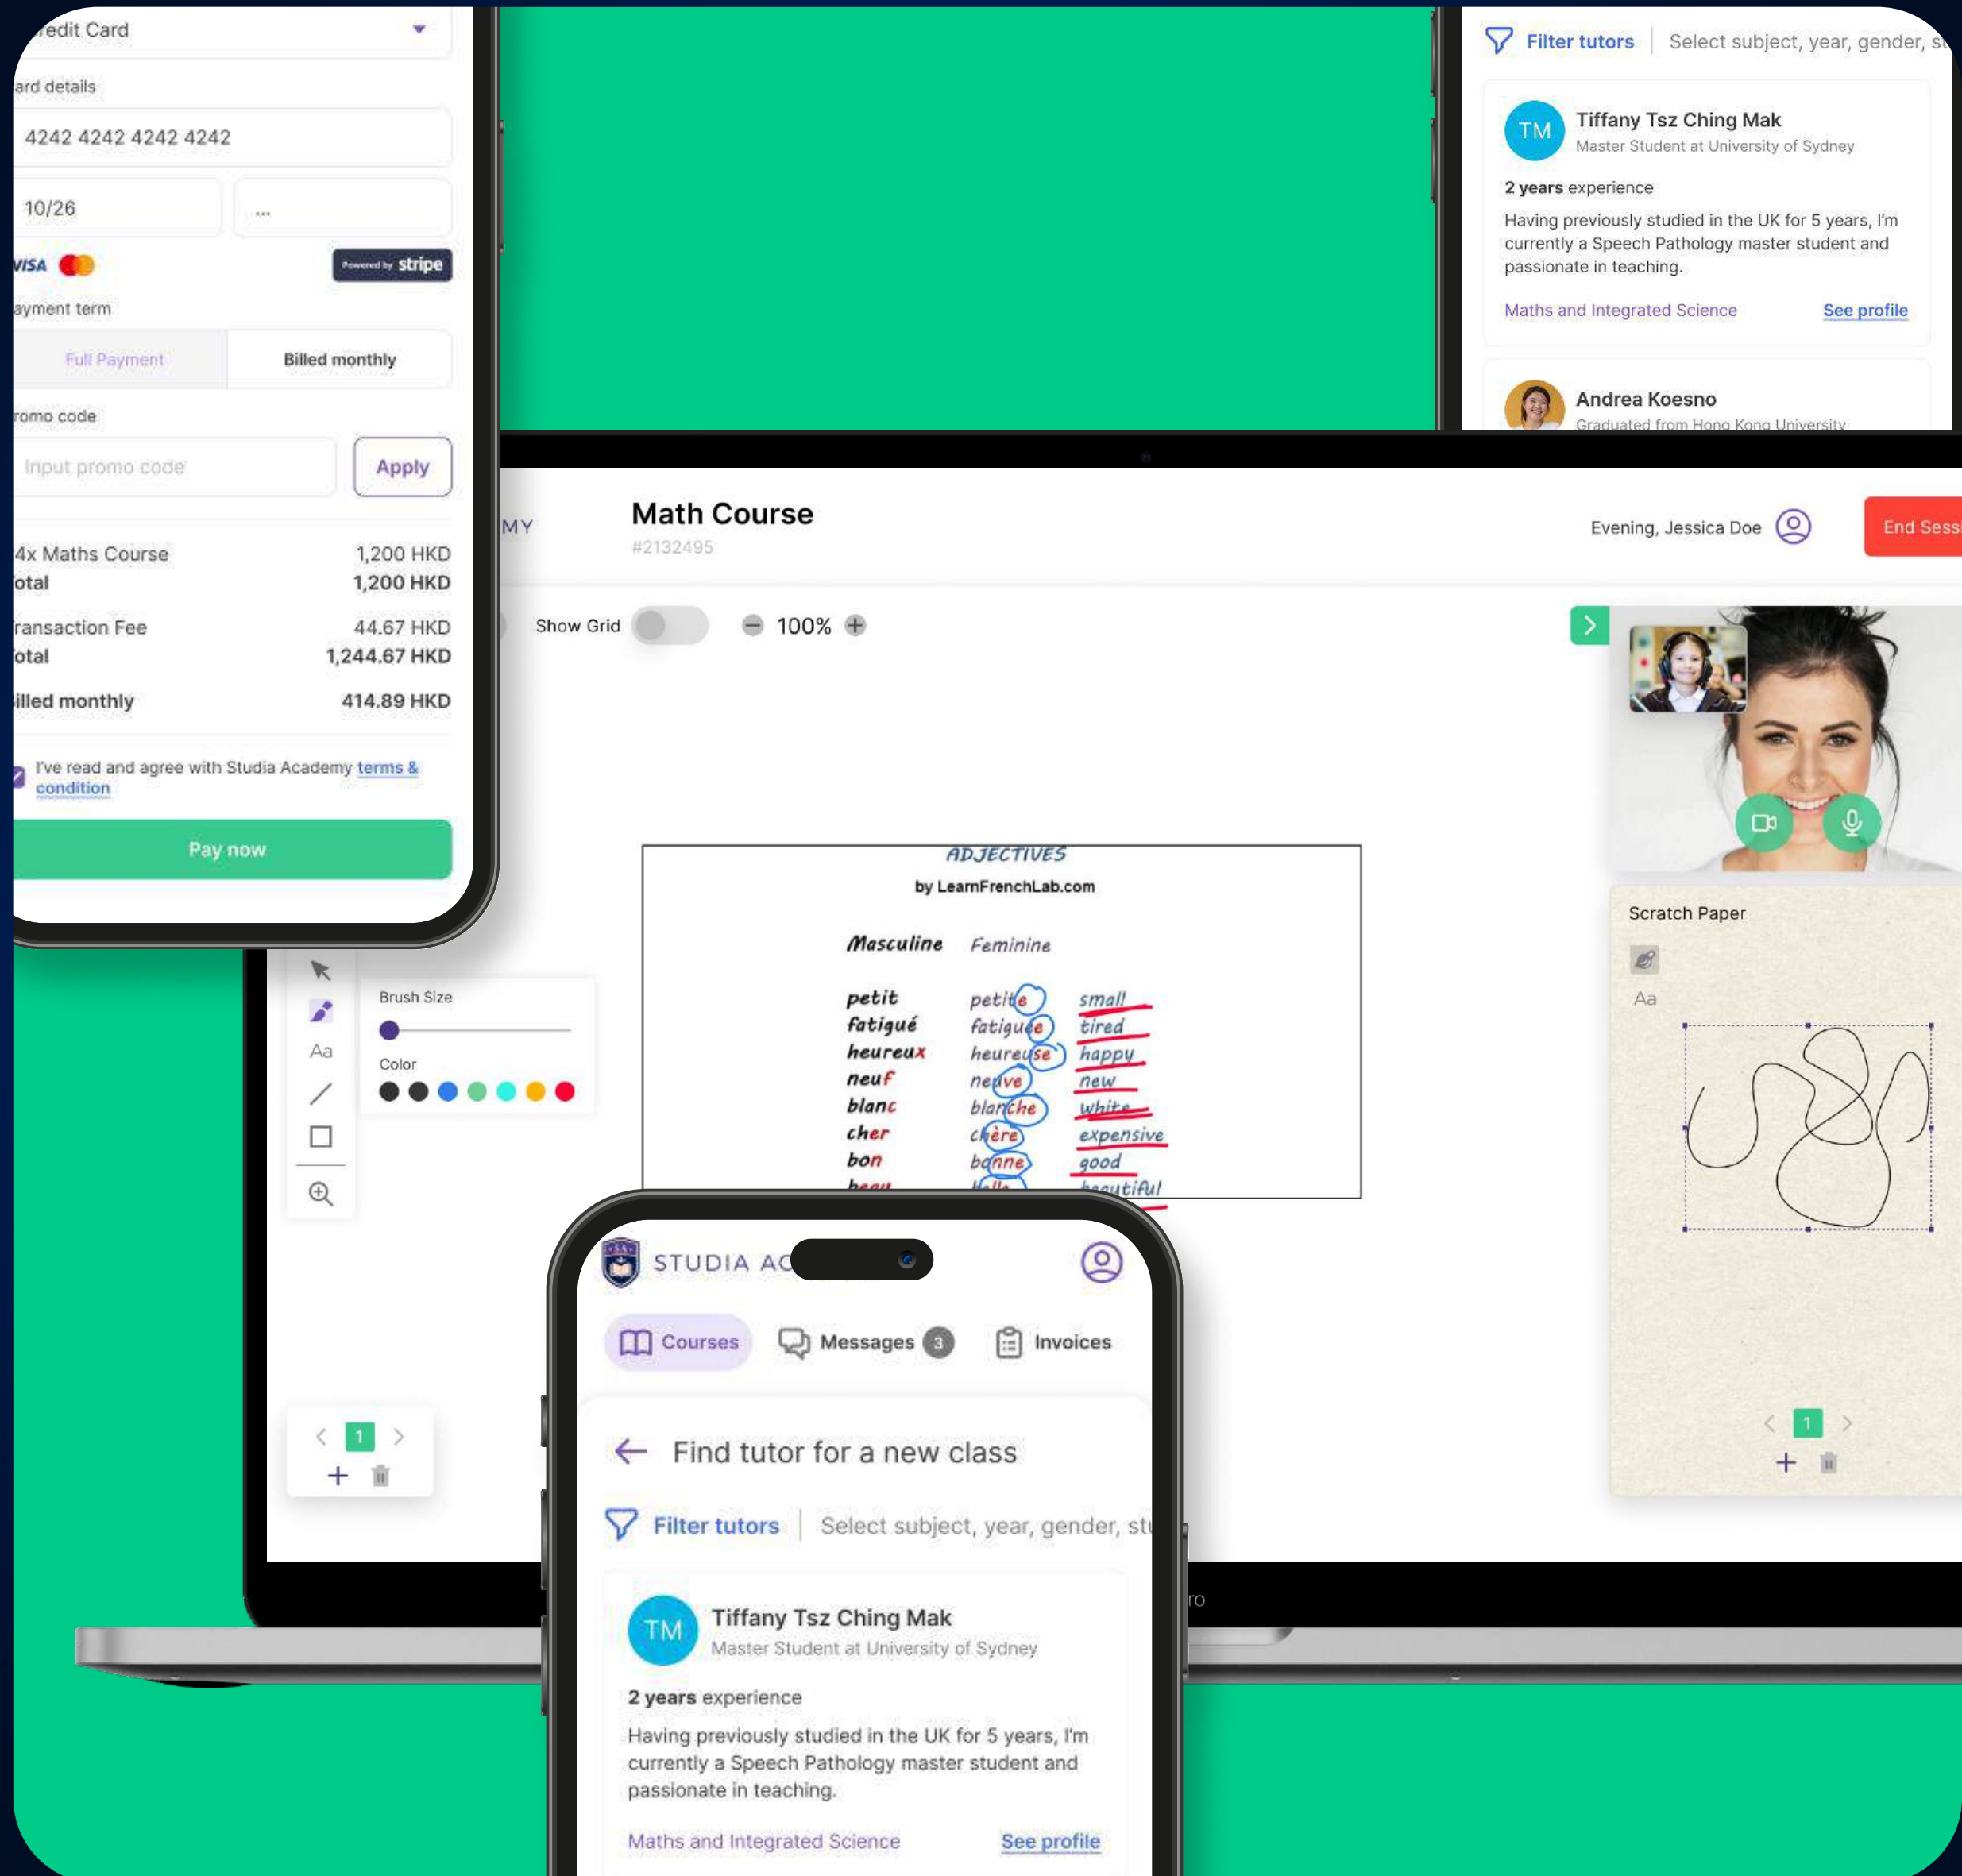 edit Card
ard details
4242 4242 4242 4242
10/26
...
VISA
Powered by stripe
ayment term
Full Payment
Billed monthly
romo code
Input promo code
Apply
4x Maths Course 1,200 HKD
otal 1,200 HKD
ransaction Fee 44.67 HKD
otal 1,244.67 HKD
illed monthly 414.89 HKD
I've read and agree with Studia Academy terms &
condition
Pay now
Filter tutors | Select subject, year, gender, st
TM
Tiffany Tsz Ching Mak
Master Student at University of Sydney
2 years experience
Having previously studied in the UK for 5 years, I'm
currently a Speech Pathology master student and
passionate in teaching.
Maths and Integrated Science See profile
Andrea Koesno
Graduated from Hong Kong University
MY
Math Course
#2132495
Evening, Jessica Doe
End Sess
Show Grid
100%
Brush Size
Aa
Color
1
ADJECTIVES
by LearnFrenchLab.com
Masculine Feminine
petit petite small
fatigué fatiguée tired
heureux heureuse happy
neuf neuve new
blanc blanche white
cher chère expensive
bon bonne good
beau belle beautiful
Scratch Paper
Aa
1
ro
STUDIA AC
Courses
Messages 3
Invoices
Find tutor for a new class
Filter tutors | Select subject, year, gender, stu
TM
Tiffany Tsz Ching Mak
Master Student at University of Sydney
2 years experience
Having previously studied in the UK for 5 years, I'm
currently a Speech Pathology master student and
passionate in teaching.
Maths and Integrated Science See profile